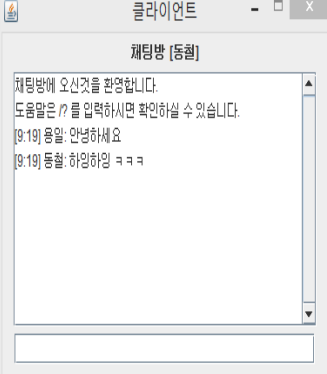 클라이언트
채팅방 [동철]
채팅방에 오신것을 환영합니다.
도움말은 /? 를 입력하시면 확인하실 수 있습니다.
[9:19] 용일: 안녕하세요
[9:19] 동철: 하잉하잉 ㅋㅋㅋ